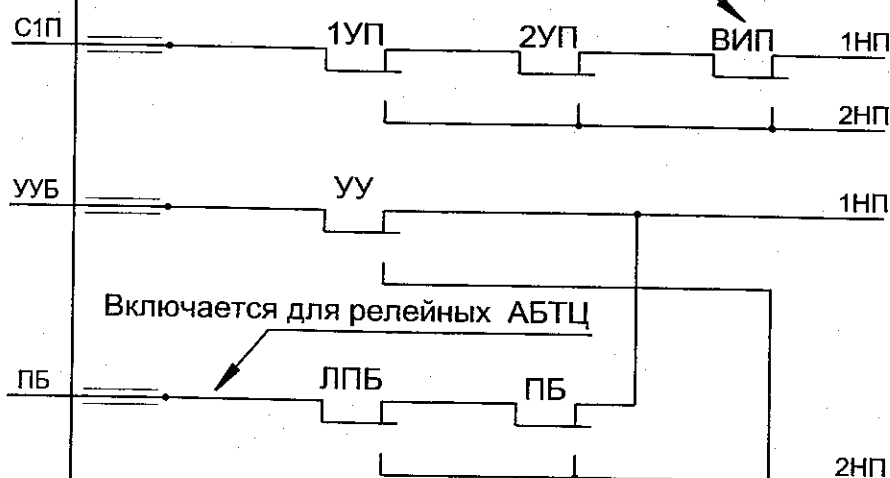 С1П 1УП 2УП ВИП 1НП
2НП
УУБ УУ 1НП
Включается для релейных АБТЦ
ПБ ЛПБ ПБ
2НП